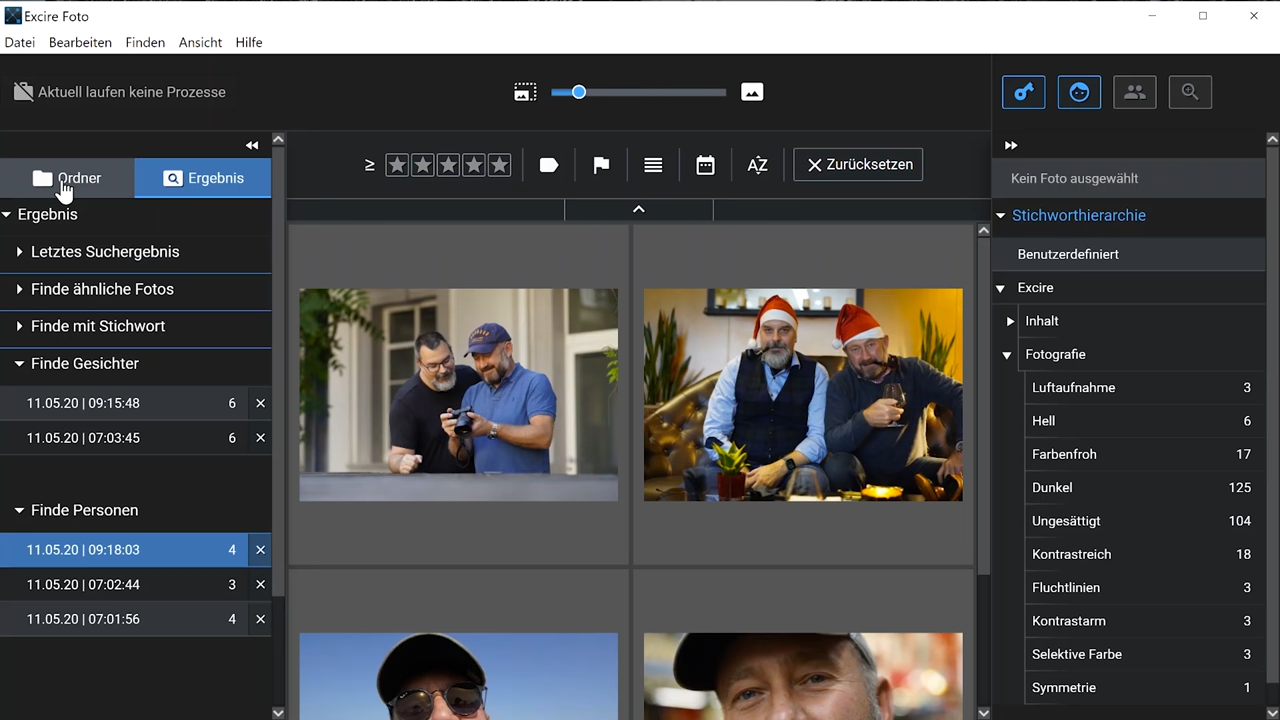 Excire Foto
Datei Bearbeiten Finden Ansicht Hilfe
Aktuell laufen keine Prozesse
Ordner Ergebnis
≥ Zurücksetzen
AZ
Ergebnis
Letztes Suchergebnis
Finde ähnliche Fotos
Finde mit Stichwort
Finde Gesichter
11.05.20 | 09:15:48 6
11.05.20 | 07:03:45 6
Finde Personen
11.05.20 | 09:18:03 4
11.05.20 | 07:02:44 3
11.05.20 | 07:01:56 4
Kein Foto ausgewählt
Stichworthierarchie
Benutzerdefiniert
Excire
Inhalt
Fotografie
Luftaufnahme 3
Hell 6
Farbenfroh 17
Dunkel 125
Ungesättigt 104
Kontrastreich 18
Fluchtlinien 3
Kontrastarm 3
Selektive Farbe 3
Symmetrie 1